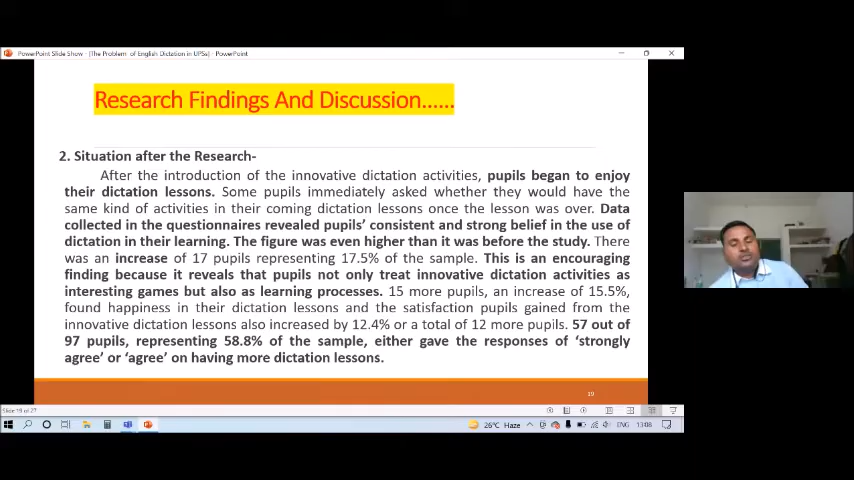 PowerPoint Slide Show - [The Problem of English Dictation in UPSs] - PowerPoint
Research Findings And Discussion......
2. Situation after the Research-
After the introduction of the innovative dictation activities, pupils began to enjoy
their dictation lessons. Some pupils immediately asked whether they would have the
same kind of activities in their coming dictation lessons once the lesson was over. Data
collected in the questionnaires revealed pupils’ consistent and strong belief in the use of
dictation in their learning. The figure was even higher than it was before the study. There
was an increase of 17 pupils representing 17.5% of the sample. This is an encouraging
finding because it reveals that pupils not only treat innovative dictation activities as
interesting games but also as learning processes. 15 more pupils, an increase of 15.5%,
found happiness in their dictation lessons and the satisfaction pupils gained from the
innovative dictation lessons also increased by 12.4% or a total of 12 more pupils. 57 out of
97 pupils, representing 58.8% of the sample, either gave the responses of ‘strongly
agree’ or ‘agree’ on having more dictation lessons.
19
Slide 19 of 27
26°C Haze
ENG
13:08